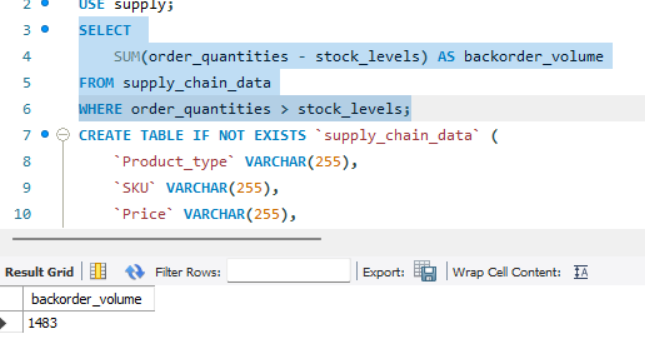 2 USE supply;
3 SELECT
4 SUM(order_quantities - stock_levels) AS backorder_volume
5 FROM supply_chain_data
6 WHERE order_quantities > stock_levels;
7 CREATE TABLE IF NOT EXISTS `supply_chain_data` (
8 `Product_type` VARCHAR(255),
9 `SKU` VARCHAR(255),
10 `Price` VARCHAR(255),
Result Grid Filter Rows: Export: Wrap Cell Content: IA
backorder_volume
1483